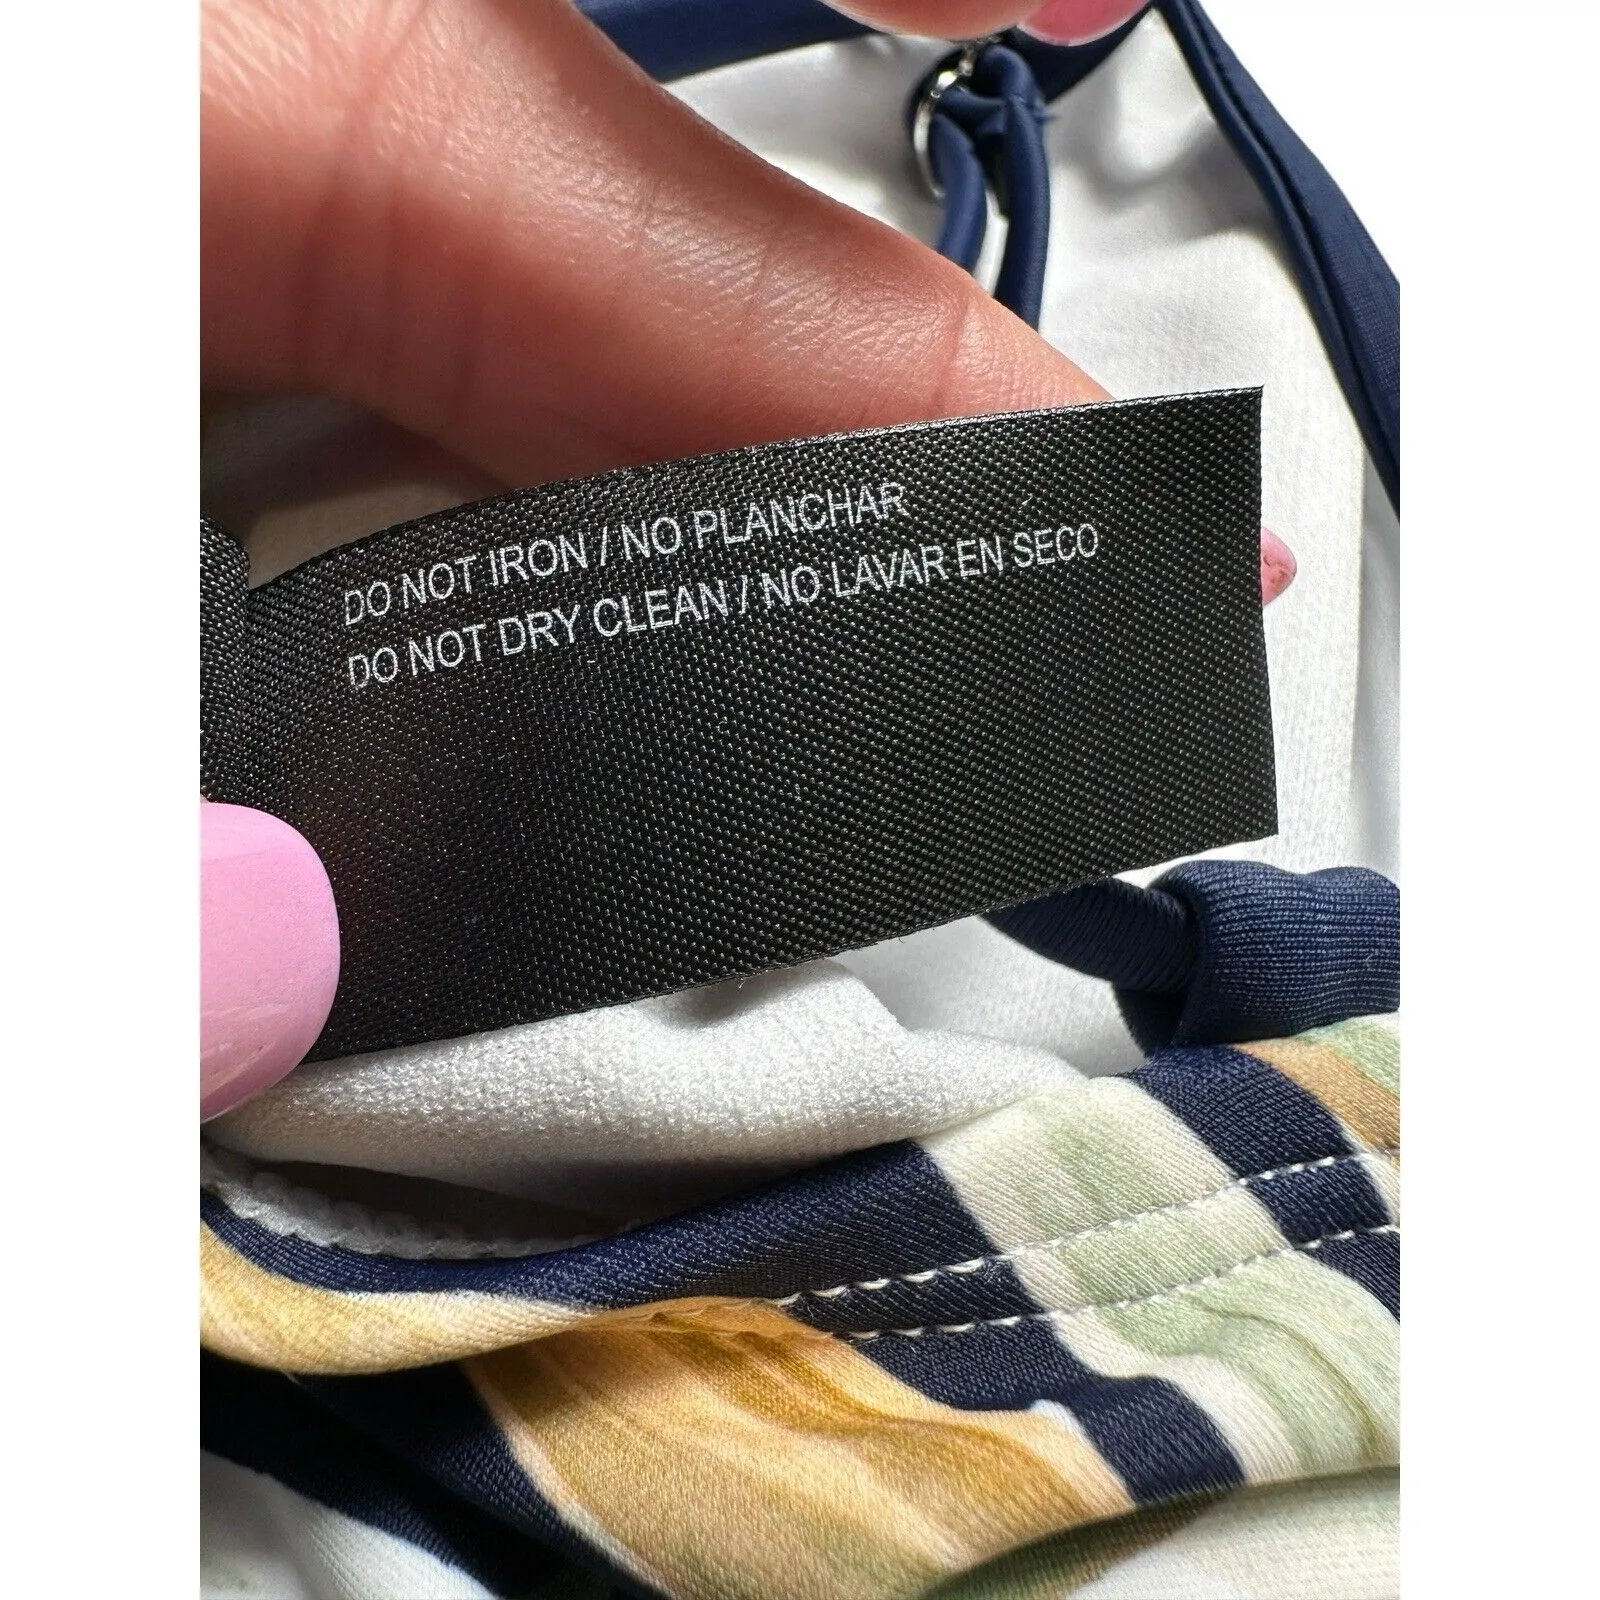 DO NOT IRON / NO PLANCHAR
DO NOT DRY CLEAN / NO LAVAR EN SECO